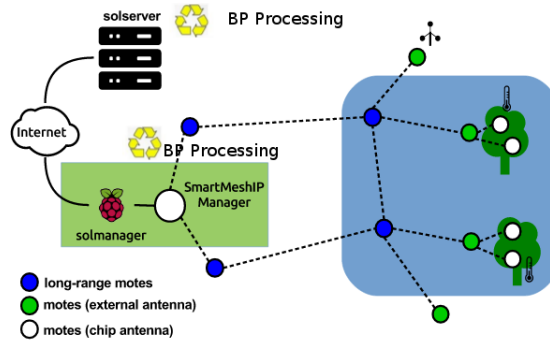 solserver
BP Processing
Internet
BP Processing
SmartMeshIP
Manager
solmanager
long-range motes
motes (external antenna)
motes (chip antenna)